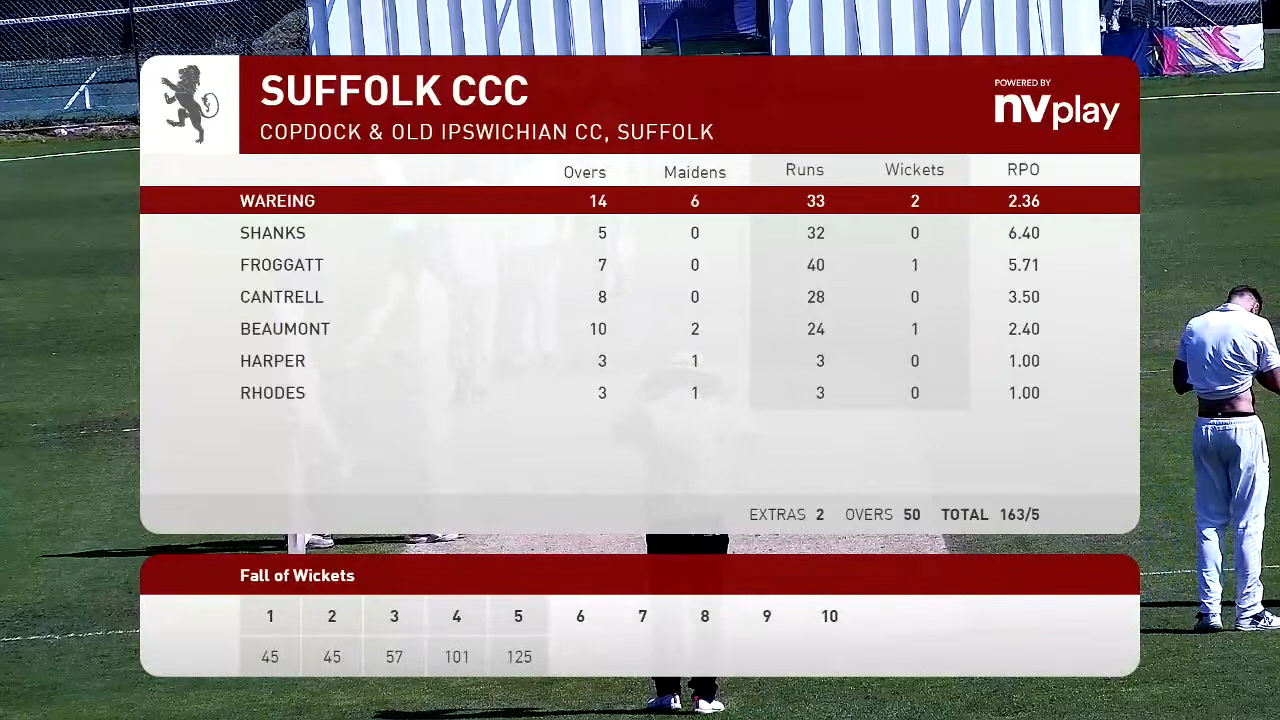 SUFFOLK CCC
COPDOCK & OLD IPSWICHIAN CC, SUFFOLK
POWERED BY
nvplay
Overs Maidens Runs Wickets RPO
WAREING 14 6 33 2 2.36
SHANKS 5 0 32 0 6.40
FROGGATT 7 0 40 1 5.71
CANTRELL 8 0 28 0 3.50
BEAUMONT 10 2 24 1 2.40
HARPER 3 1 3 0 1.00
RHODES 3 1 3 0 1.00
EXTRAS 2 OVERS 50 TOTAL 163/5
Fall of Wickets
1 2 3 4 5 6 7 8 9 10
45 45 57 101 125